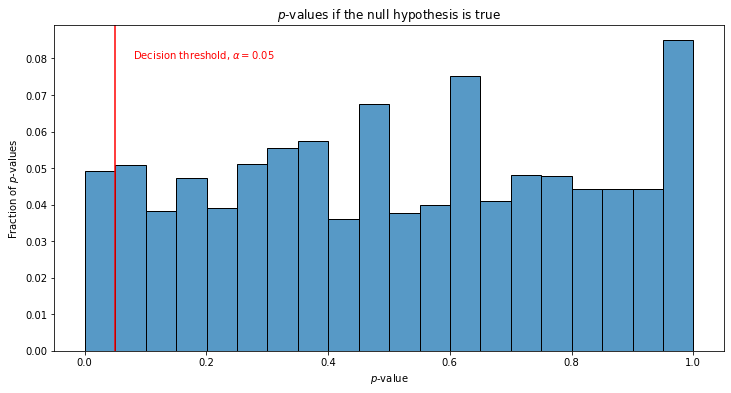 p-values if the null hypothesis is true
Decision threshold, α = 0.05
Fraction of p-values
0.08
0.07
0.06
0.05
0.04
0.03
0.02
0.01
0.00
0.0 0.2 0.4 0.6 0.8 1.0
p-value